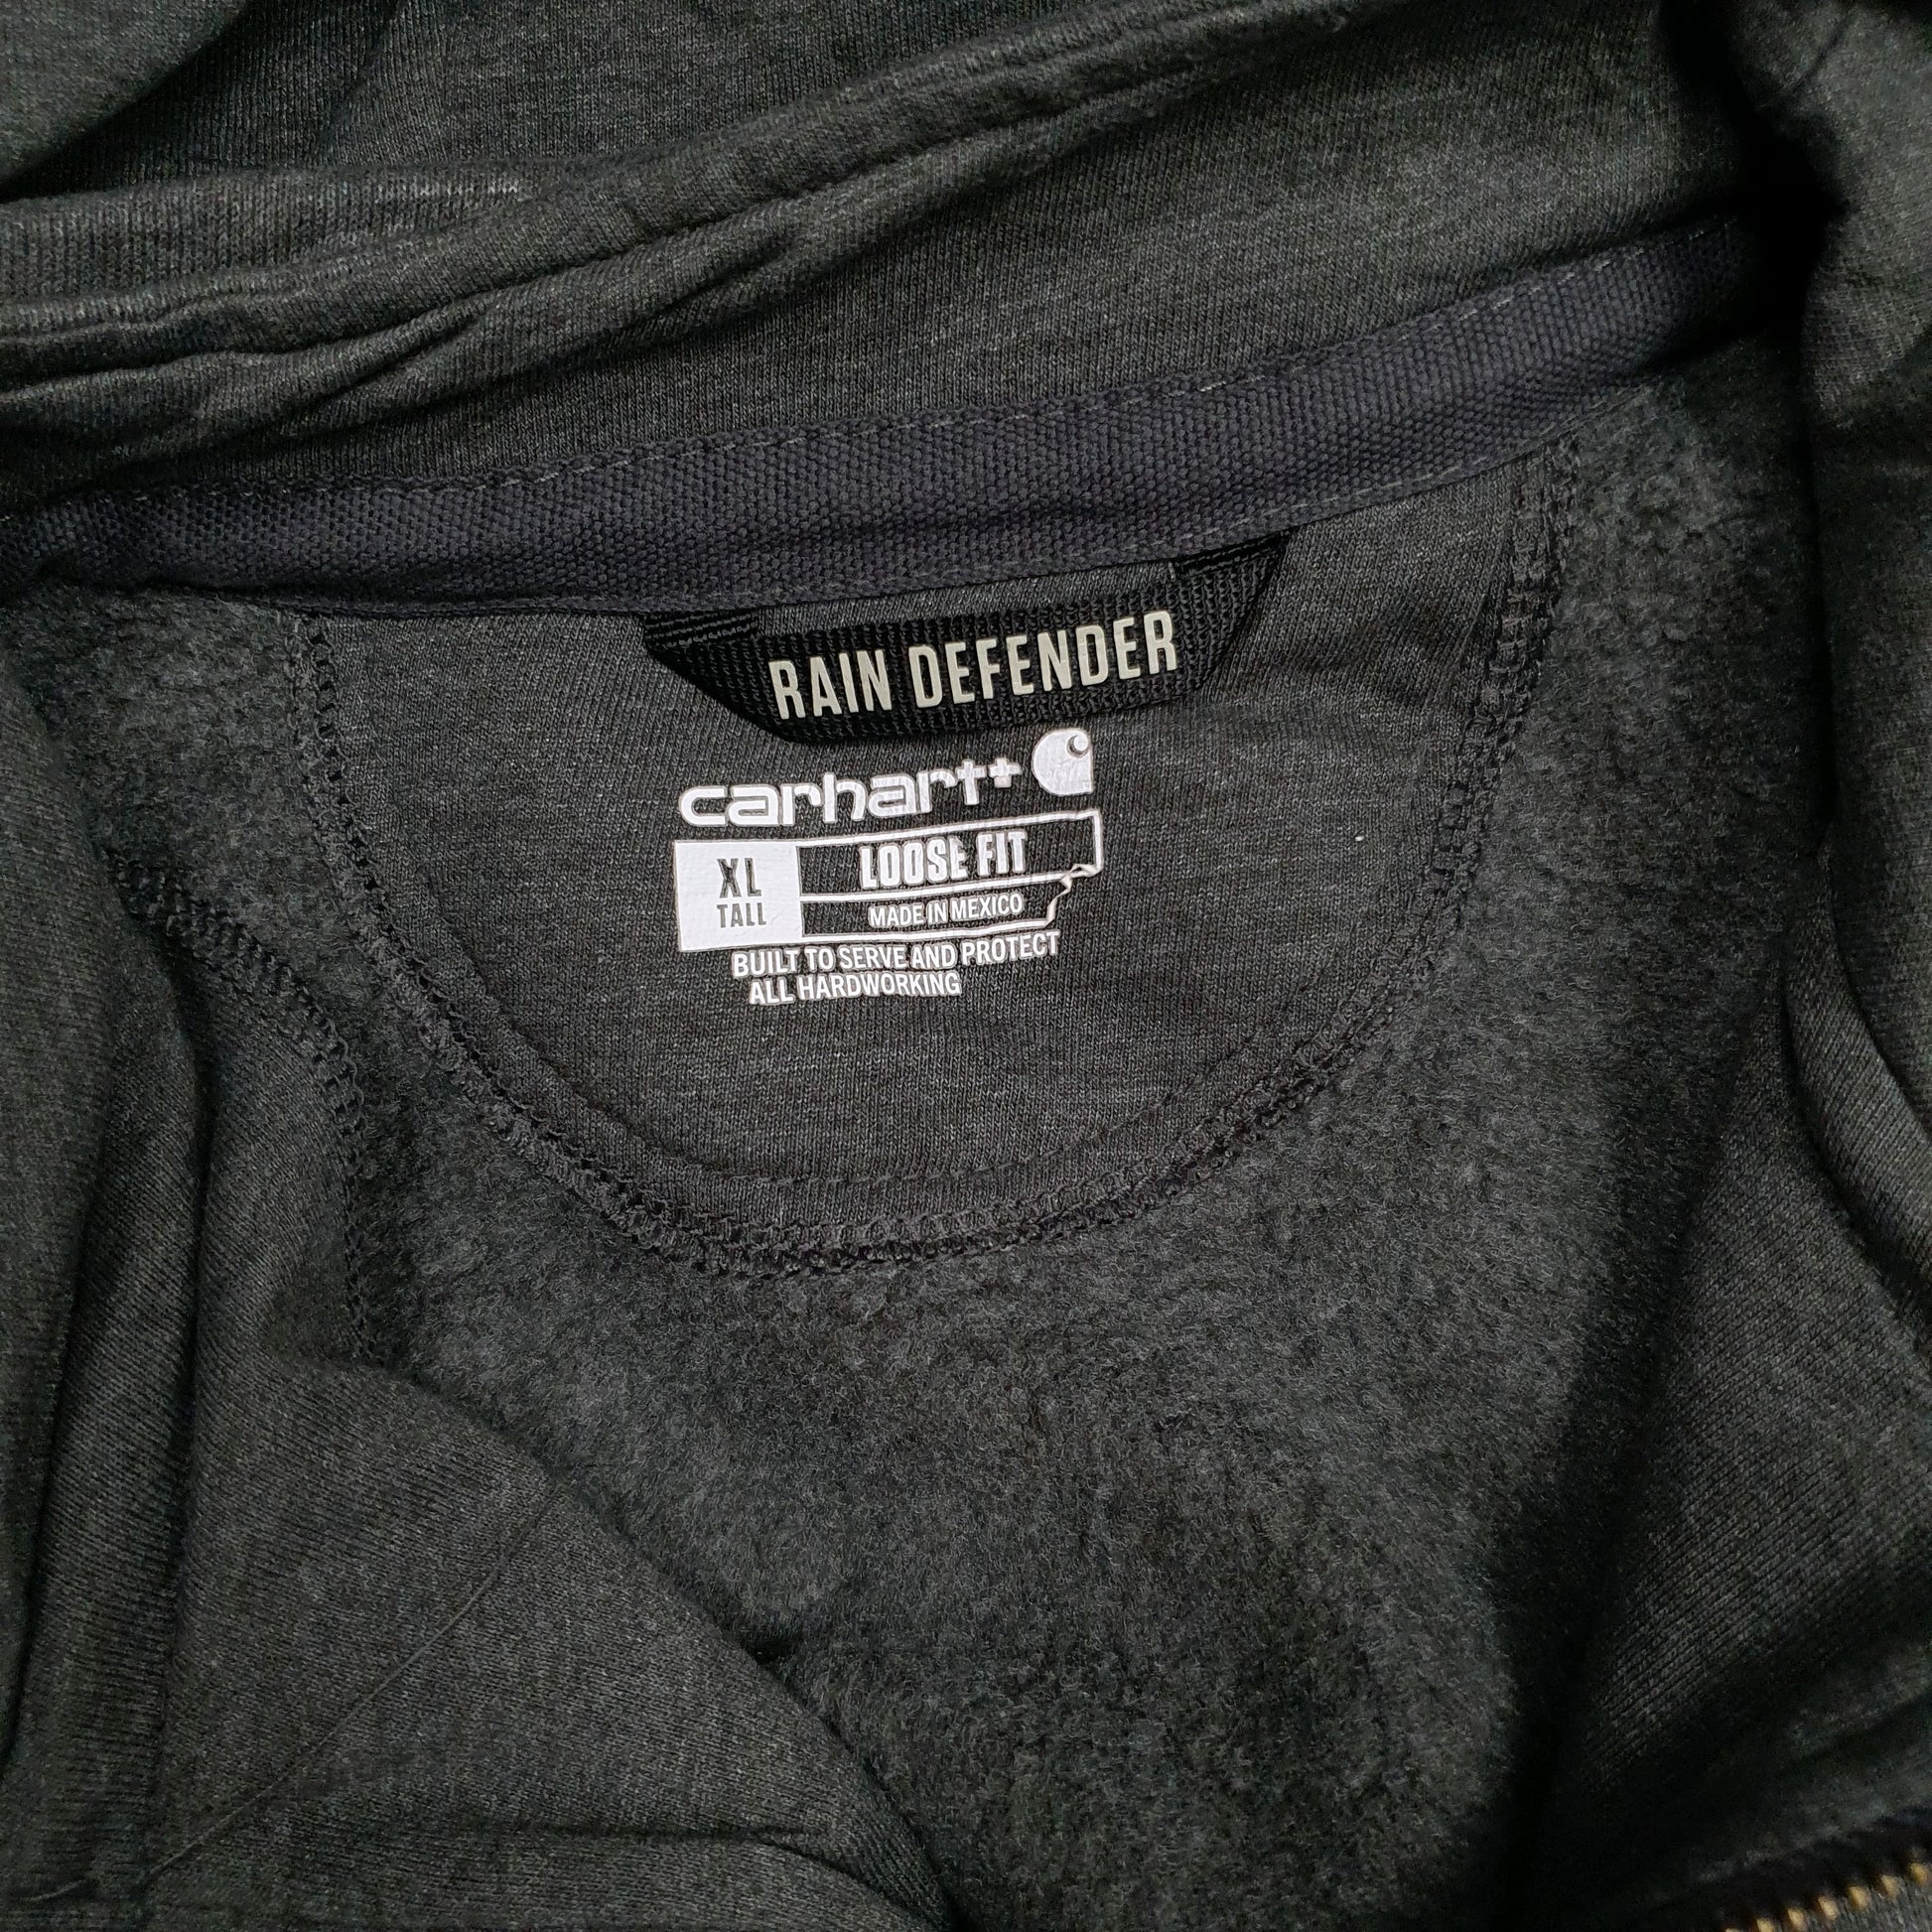 RAIN DEFENDER
carhartt
XL
TALL
LOOSE FIT
MADE IN MEXICO
BUILT TO SERVE AND PROTECT
ALL HARDWORKING